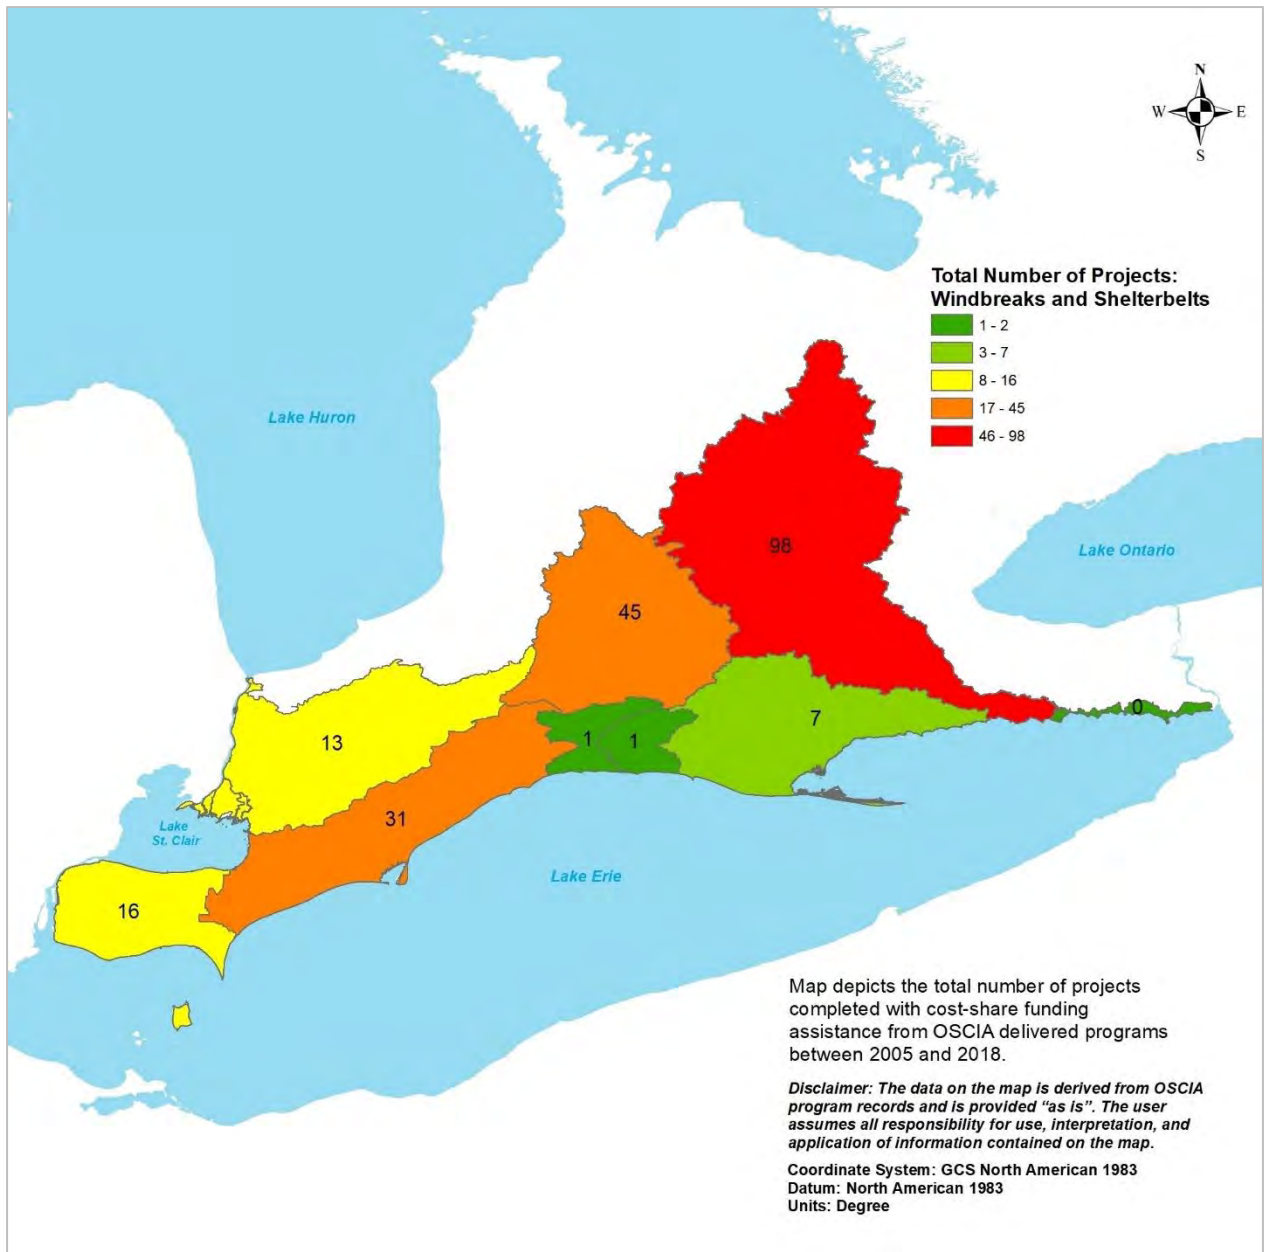 N
W E
S
Total Number of Projects:
Windbreaks and Shelterbelts
1 - 2
3 - 7
8 - 16
17 - 45
46 - 98
Lake Huron
98
Lake Ontario
45
0
7
13
1
1
31
Lake
St. Clair
Lake Erie
16
Map depicts the total number of projects
completed with cost-share funding
assistance from OSCIA delivered programs
between 2005 and 2018.
Disclaimer: The data on the map is derived from OSCIA
program records and is provided “as is”. The user
assumes all responsibility for use, interpretation, and
application of information contained on the map.
Coordinate System: GCS North American 1983
Datum: North American 1983
Units: Degree